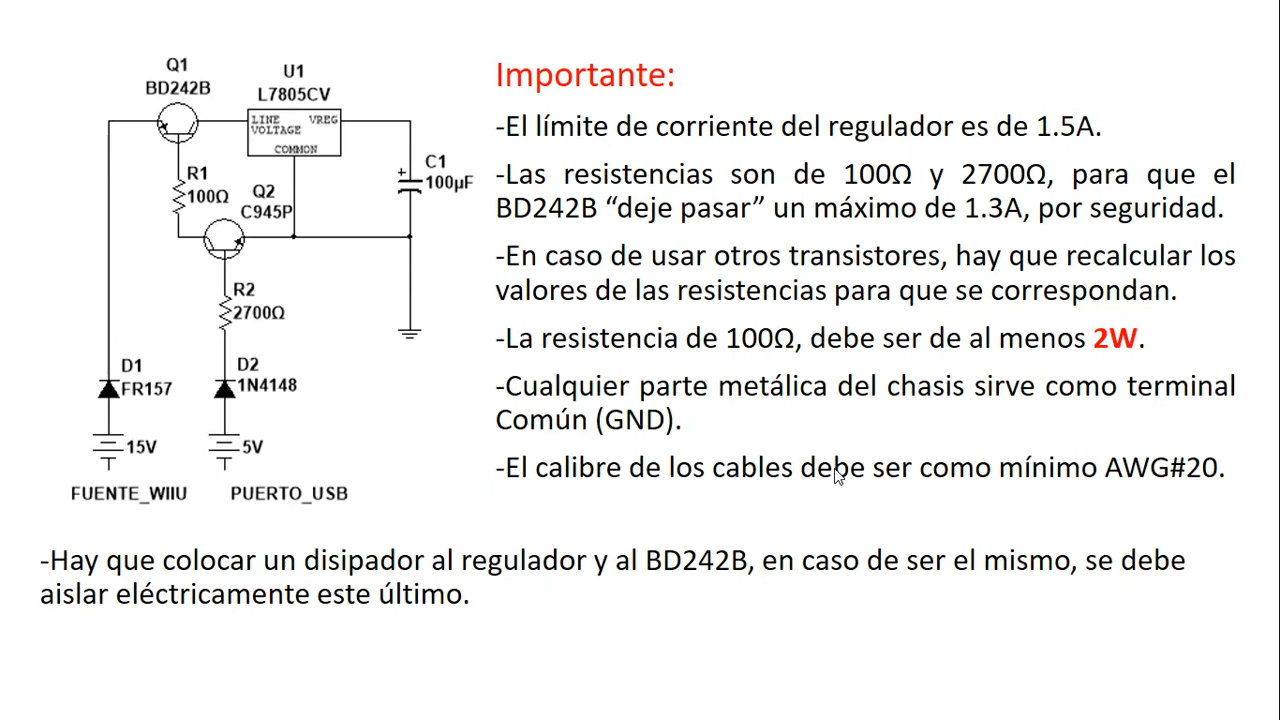 Q1
BD242B
U1
L7805CV
LINE VREG
VOLTAGE
COMMON
R1
100Ω
Q2
C945P
C1
+
100µF
R2
2700Ω
D1
FR157
D2
1N4148
15V
5V
FUENTE_WIIU
PUERTO_USB
Importante:
-El límite de corriente del regulador es de 1.5A.
-Las resistencias son de 100Ω y 2700Ω, para que el
BD242B “deje pasar” un máximo de 1.3A, por seguridad.
-En caso de usar otros transistores, hay que recalcular los
valores de las resistencias para que se correspondan.
-La resistencia de 100Ω, debe ser de al menos 2W.
-Cualquier parte metálica del chasis sirve como terminal
Común (GND).
-El calibre de los cables debe ser como mínimo AWG#20.
-Hay que colocar un disipador al regulador y al BD242B, en caso de ser el mismo, se debe
aislar eléctricamente este último.